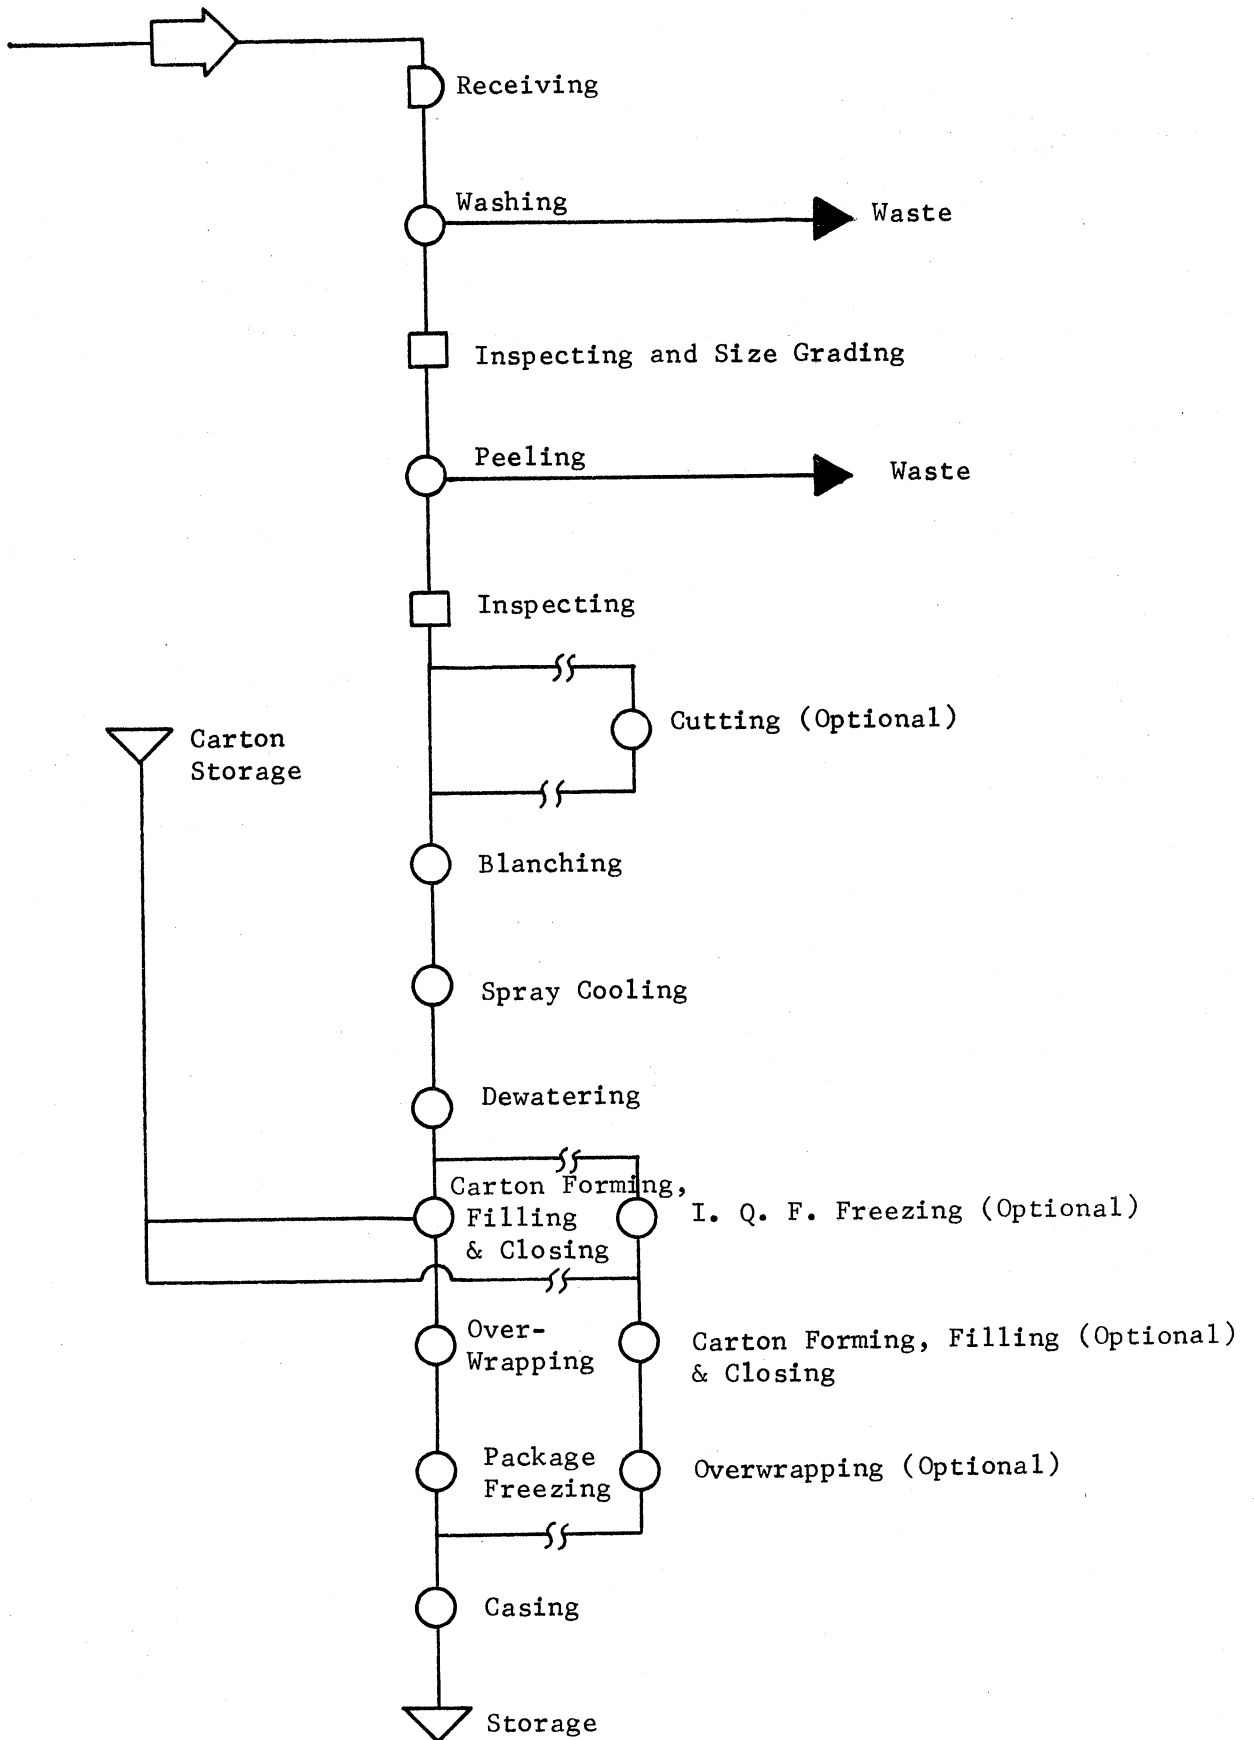 Receiving
Washing
Waste
Inspecting and Size Grading
Peeling
Waste
Inspecting
Cutting (Optional)
Carton
Storage
Blanching
Spray Cooling
Dewatering
Carton Forming,
Filling
& Closing
I. Q. F. Freezing (Optional)
Over-
Wrapping
Carton Forming, Filling (Optional)
& Closing
Package
Freezing
Overwrapping (Optional)
Casing
Storage